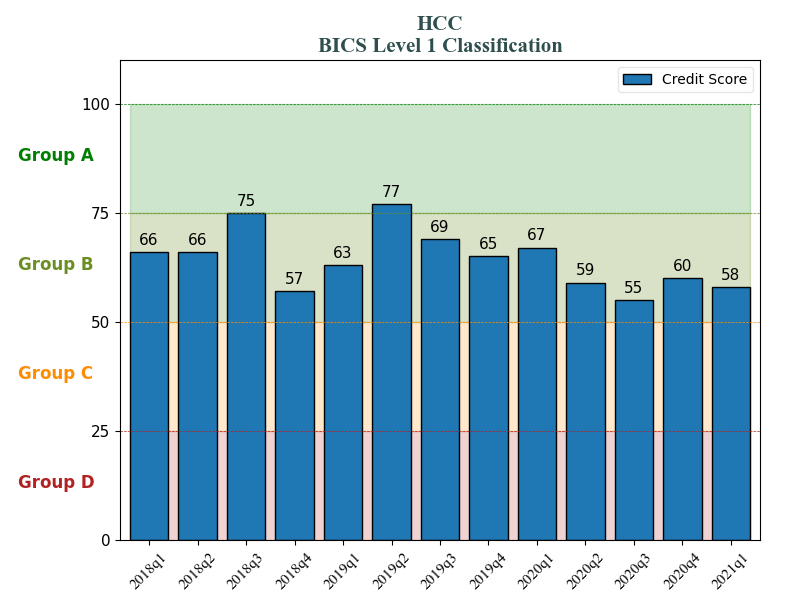 HCC
BICS Level 1 Classification
Credit Score
100
Group A
77
75
75
69
66
66
67
65
63
Group B
60
59
58
57
55
50
Group C
25
Group D
0
2018q1
2018q2
2018q3
2018q4
2019q1
2019q2
2019q3
2019q4
2020q1
2020q2
2020q3
2020q4
2021q1